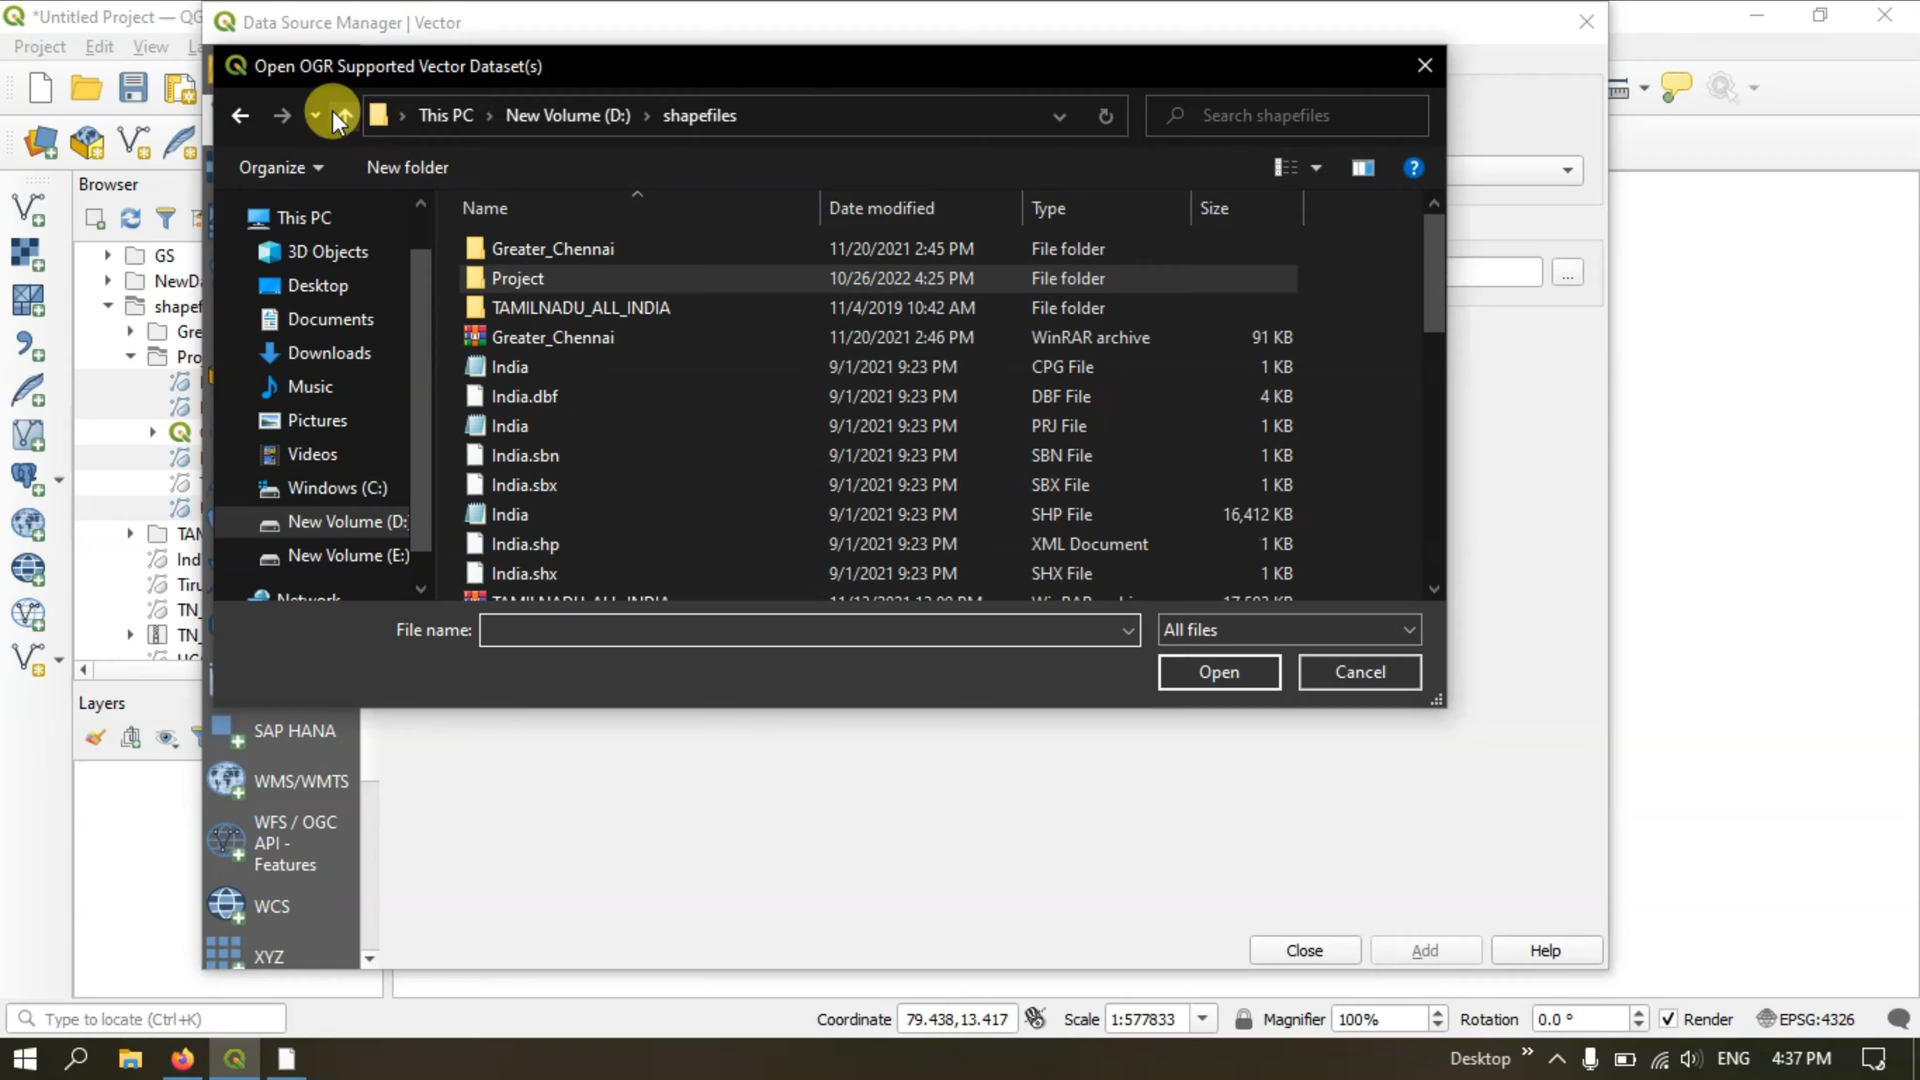 *Untitled Project — QG
Data Source Manager | Vector
Project Edit View La
Open OGR Supported Vector Dataset(s)
This PC New Volume (D:) shapefiles
Search shapefiles
Organize New folder
Browser
This PC
Name Date modified Type Size
3D Objects
Greater_Chennai 11/20/2021 2:45 PM File folder
GS
Project 10/26/2022 4:25 PM File folder
NewDa
Desktop
shapef
TAMILNADU_ALL_INDIA 11/4/2019 10:42 AM File folder
Documents
Gre
Greater_Chennai 11/20/2021 2:46 PM WinRAR archive 91 KB
Downloads
Pro
India 9/1/2021 9:23 PM CPG File 1 KB
Music
India.dbf 9/1/2021 9:23 PM DBF File 4 KB
Pictures
India 9/1/2021 9:23 PM PRJ File 1 KB
Videos
India.sbn 9/1/2021 9:23 PM SBN File 1 KB
Windows (C:)
India.sbx 9/1/2021 9:23 PM SBX File 1 KB
New Volume (D:
India 9/1/2021 9:23 PM SHP File 16,412 KB
TAM
India.shp 9/1/2021 9:23 PM XML Document 1 KB
New Volume (E:)
Ind
India.shx 9/1/2021 9:23 PM SHX File 1 KB
Tiru
Network
TAMILNADU_ALL_INDIA
TN_
File name: All files
TN_
Open Cancel
Layers
SAP HANA
WMS/WMTS
WFS / OGC
API -
Features
WCS
XYZ
Close Add Help
Type to locate (Ctrl+K)
Coordinate 79.438,13.417 Scale 1:577833 Magnifier 100% Rotation 0.0 ° Render EPSG:4326
Desktop » ENG 4:37 PM